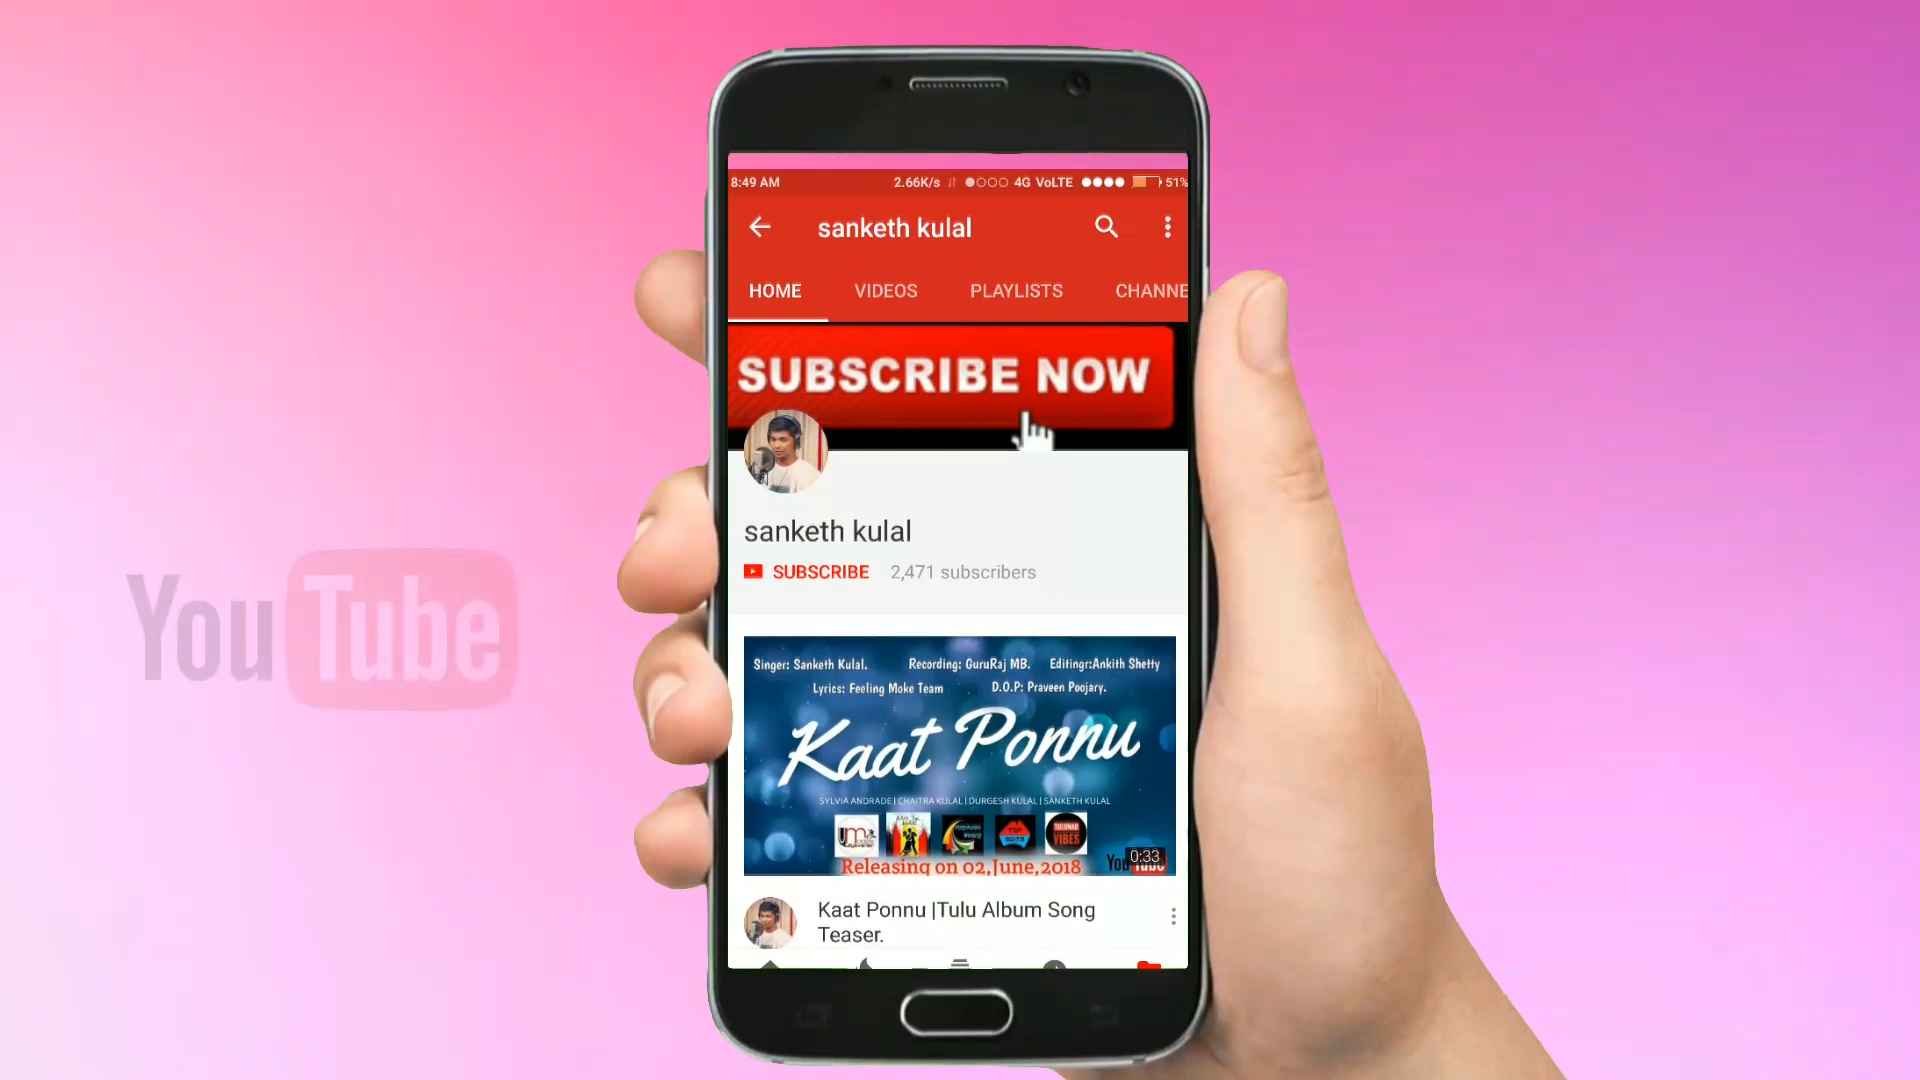 8:49 AM 2.66K/s 4G VoLTE 51%
sanketh kulal
HOME VIDEOS PLAYLISTS CHANNE
SUBSCRIBE NOW
sanketh kulal
SUBSCRIBE 2,471 subscribers
YouTube
Singer: Sanketh Kulal. Recording: GuruRaj MB. Editingr:Ankith Shetty
Lyrics: Feeling Moke Team D.O.P: Praveen Poojary.
Kaat Ponnu
SYLVIA ANDRADE | CHAITRA KULAL | DURGESH KULAL | SANKETH KULAL
TULUNAD
VIBES
Releasing on 02,June,2018
YouTube
0:33
Kaat Ponnu |Tulu Album Song
Teaser.